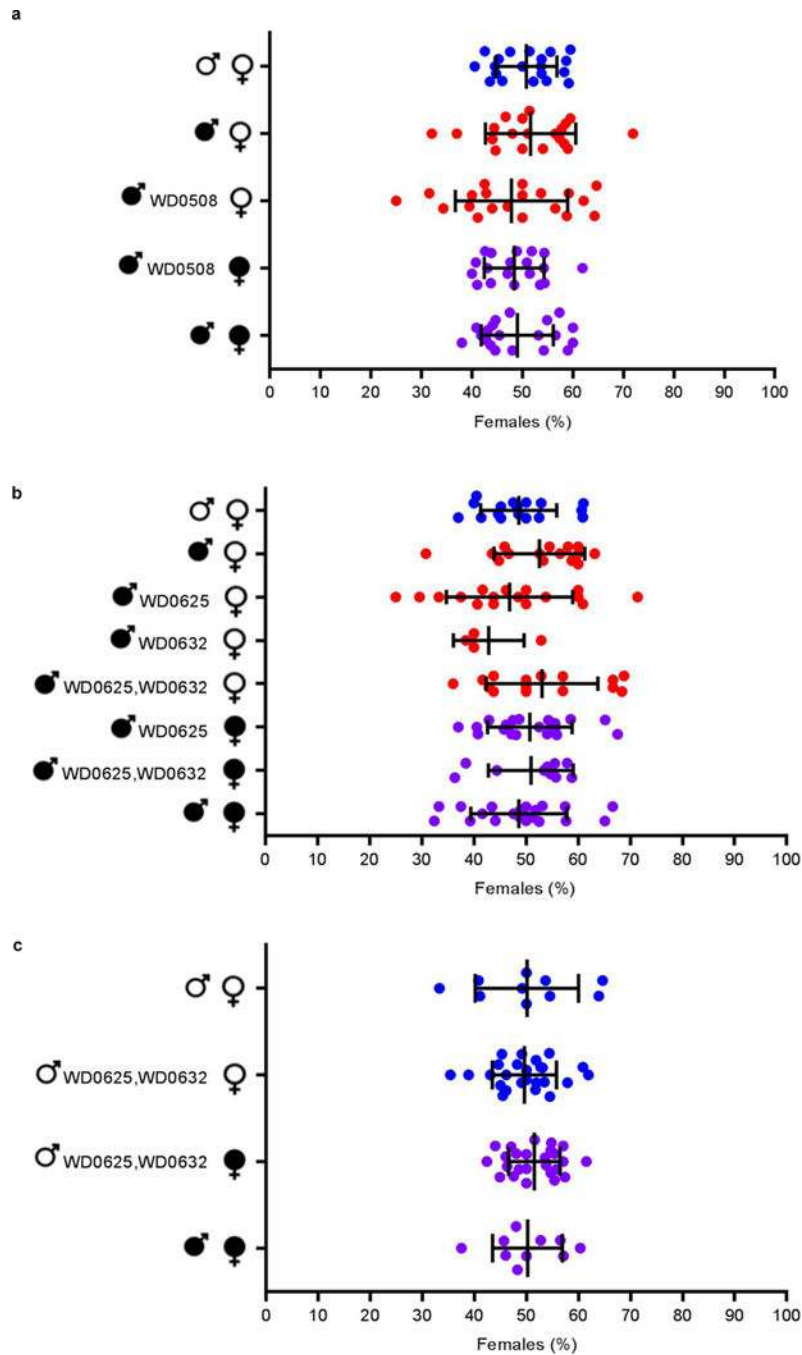 a
♂ ♀
♂ ♀
♂ WD0508 ♀
♂ WD0508 ♀
♂ ♀
0 10 20 30 40 50 60 70 80 90 100
Females (%)
b
♂ ♀
♂ ♀
♂ WD0625 ♀
♂ WD0632 ♀
♂ WD0625,WD0632 ♀
♂ WD0625 ♀
♂ WD0625,WD0632 ♀
♂ ♀
0 10 20 30 40 50 60 70 80 90 100
Females (%)
c
♂ ♀
♂ WD0625,WD0632 ♀
♂ WD0625,WD0632 ♀
♂ ♀
0 10 20 30 40 50 60 70 80 90 100
Females (%)